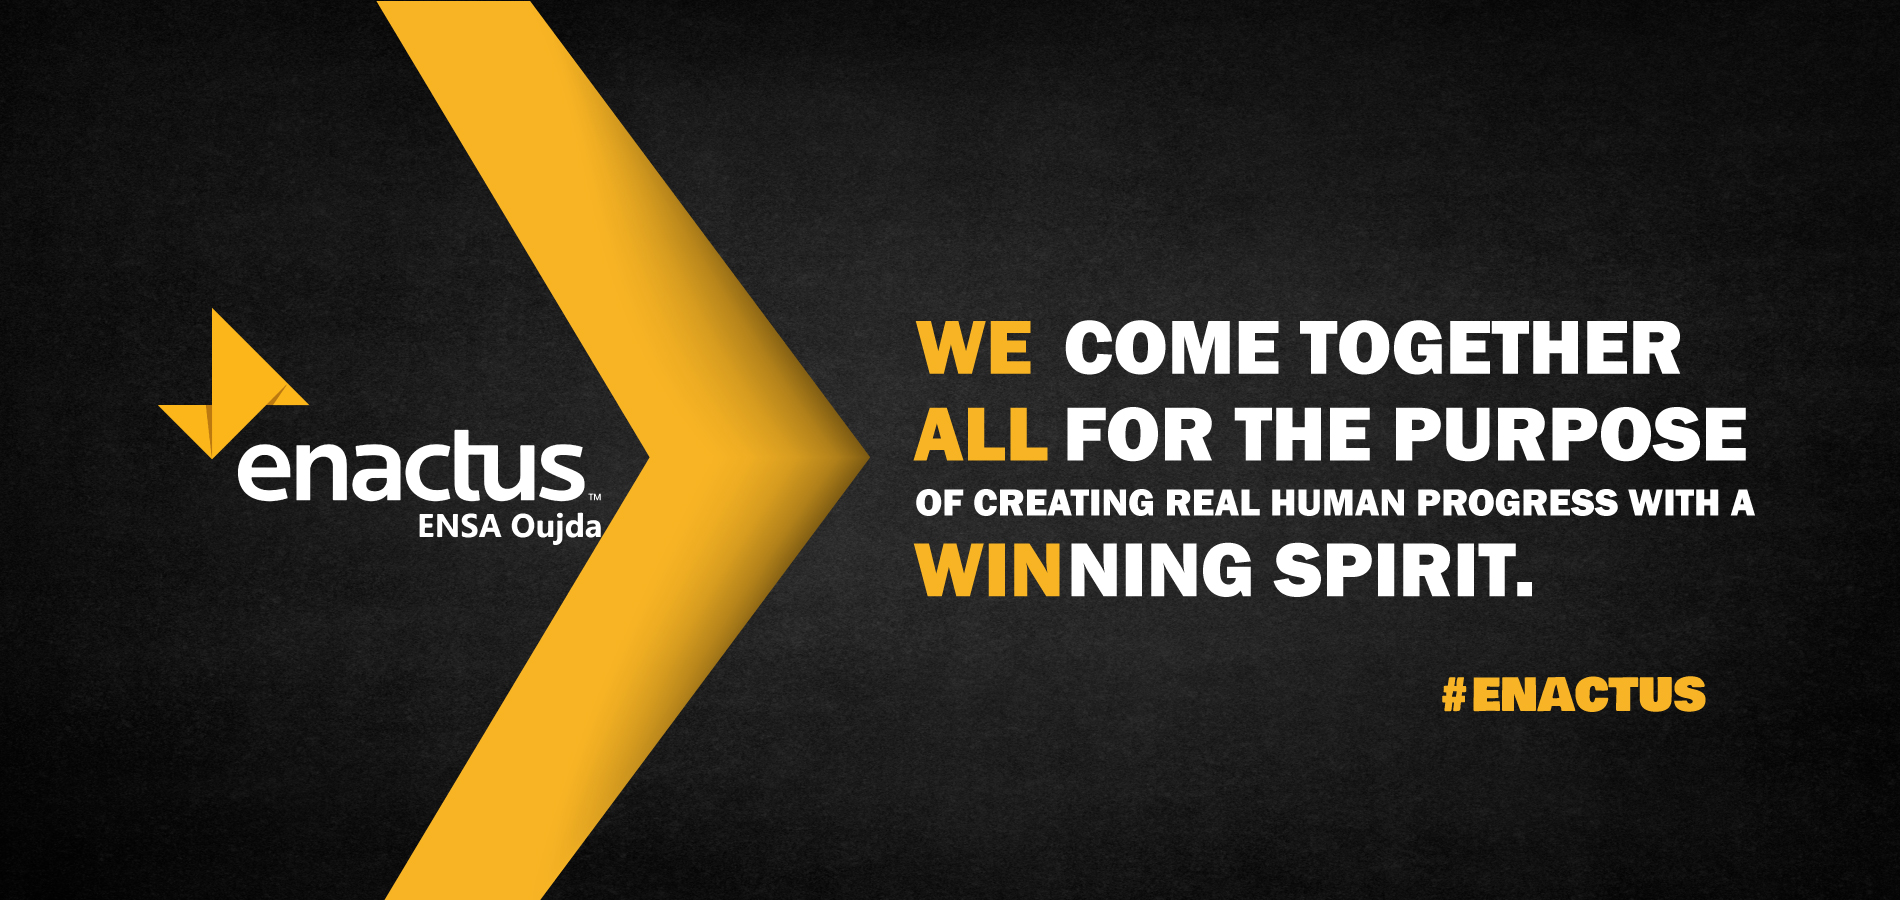 enactus™
ENSA Oujda
WE COME TOGETHER
ALL FOR THE PURPOSE
OF CREATING REAL HUMAN PROGRESS WITH A
WINNING SPIRIT.
#ENACTUS